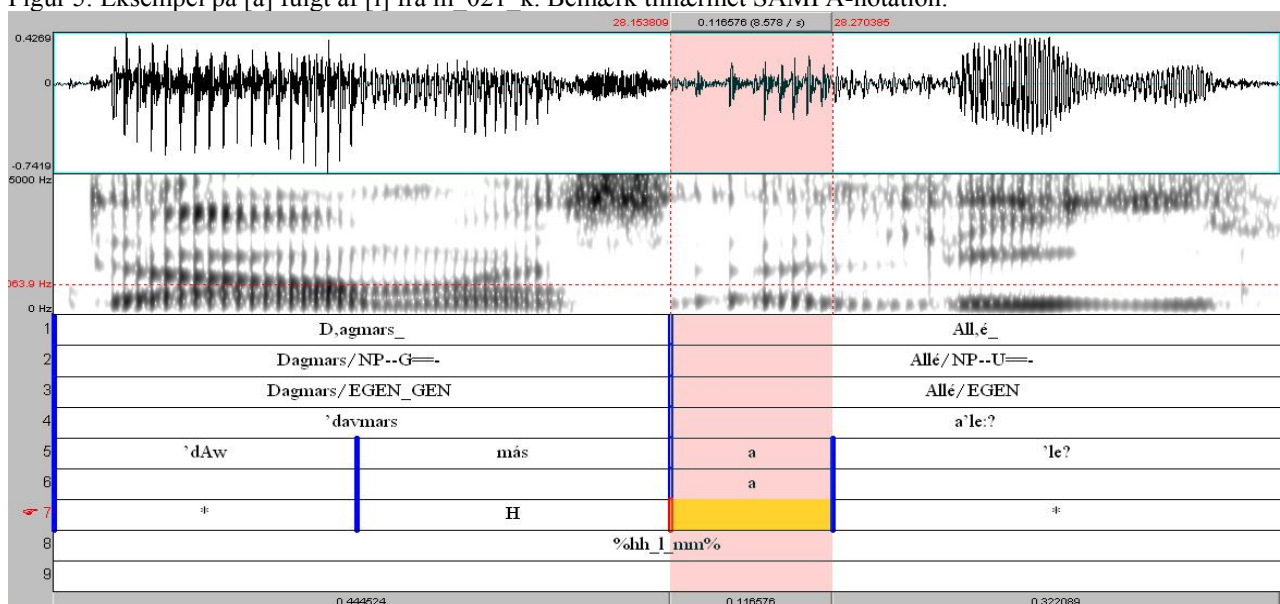 Figur 5. Eksempel på [a] fulgt af [l] fra m_021_k. Bemærk tilnærmet SAMPA-notation.
28.153809 0.116576 (8.578 / s) 28.270385
0.4269
0
-0.7419
5000 Hz
063.9 Hz
0 Hz
1 D,agmars_ All,é_
2 Dagmars/NP--G==- Allé/NP--U==-
3 Dagmars/EGEN_GEN Allé/EGEN
4 'davmars a'le:?
5 'dAw más a 'le?
6 a
7 * H *
8 %hh_l_mm%
9
0.444524 0.116576 0.322089